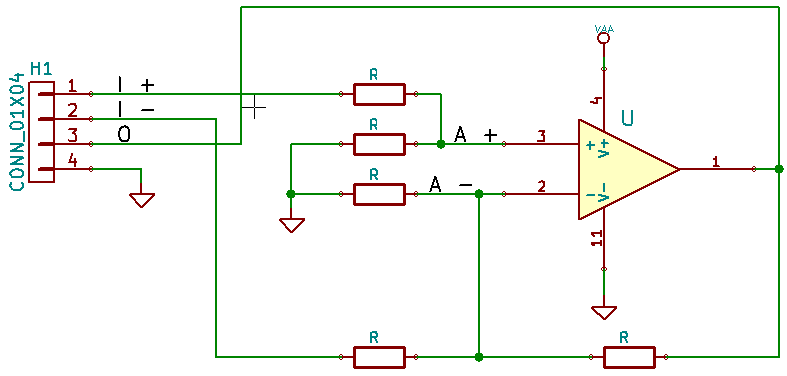 H1
CONN_01X04
1
2
3
4
I +
I -
O
R
R
R
A +
A -
3
2
VAA
4
U
+
V+
-
V-
1
11
R
R